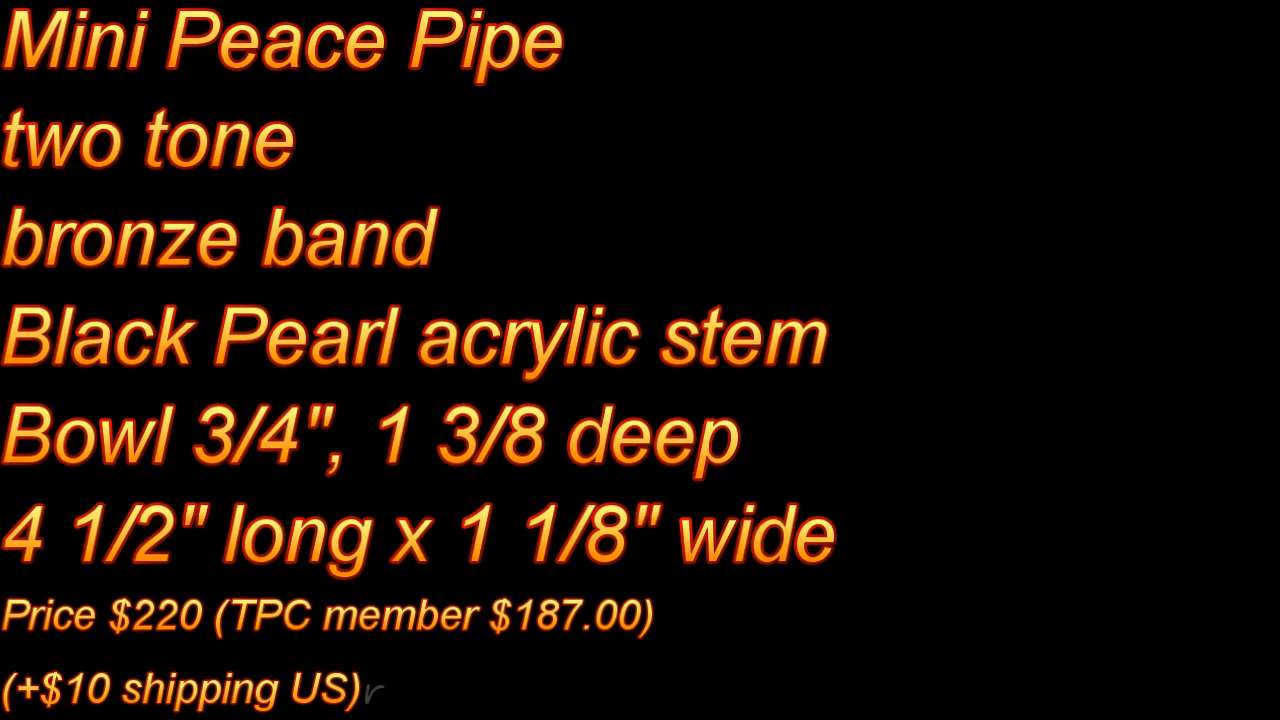 Mini Peace Pipe
two tone
bronze band
Black Pearl acrylic stem
Bowl 3/4", 1 3/8 deep
4 1/2" long x 1 1/8" wide
Price $220 (TPC member $187.00)
(+$10 shipping US)r